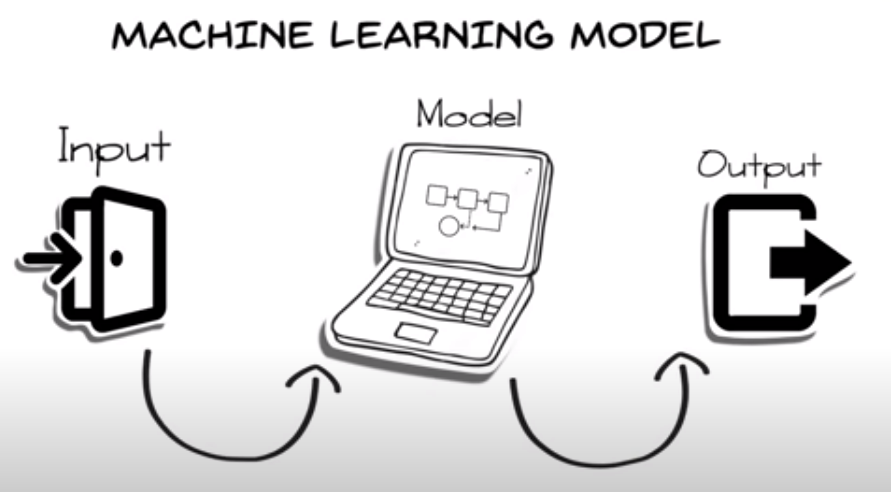 MACHINE LEARNING MODEL
Input
Model
Output